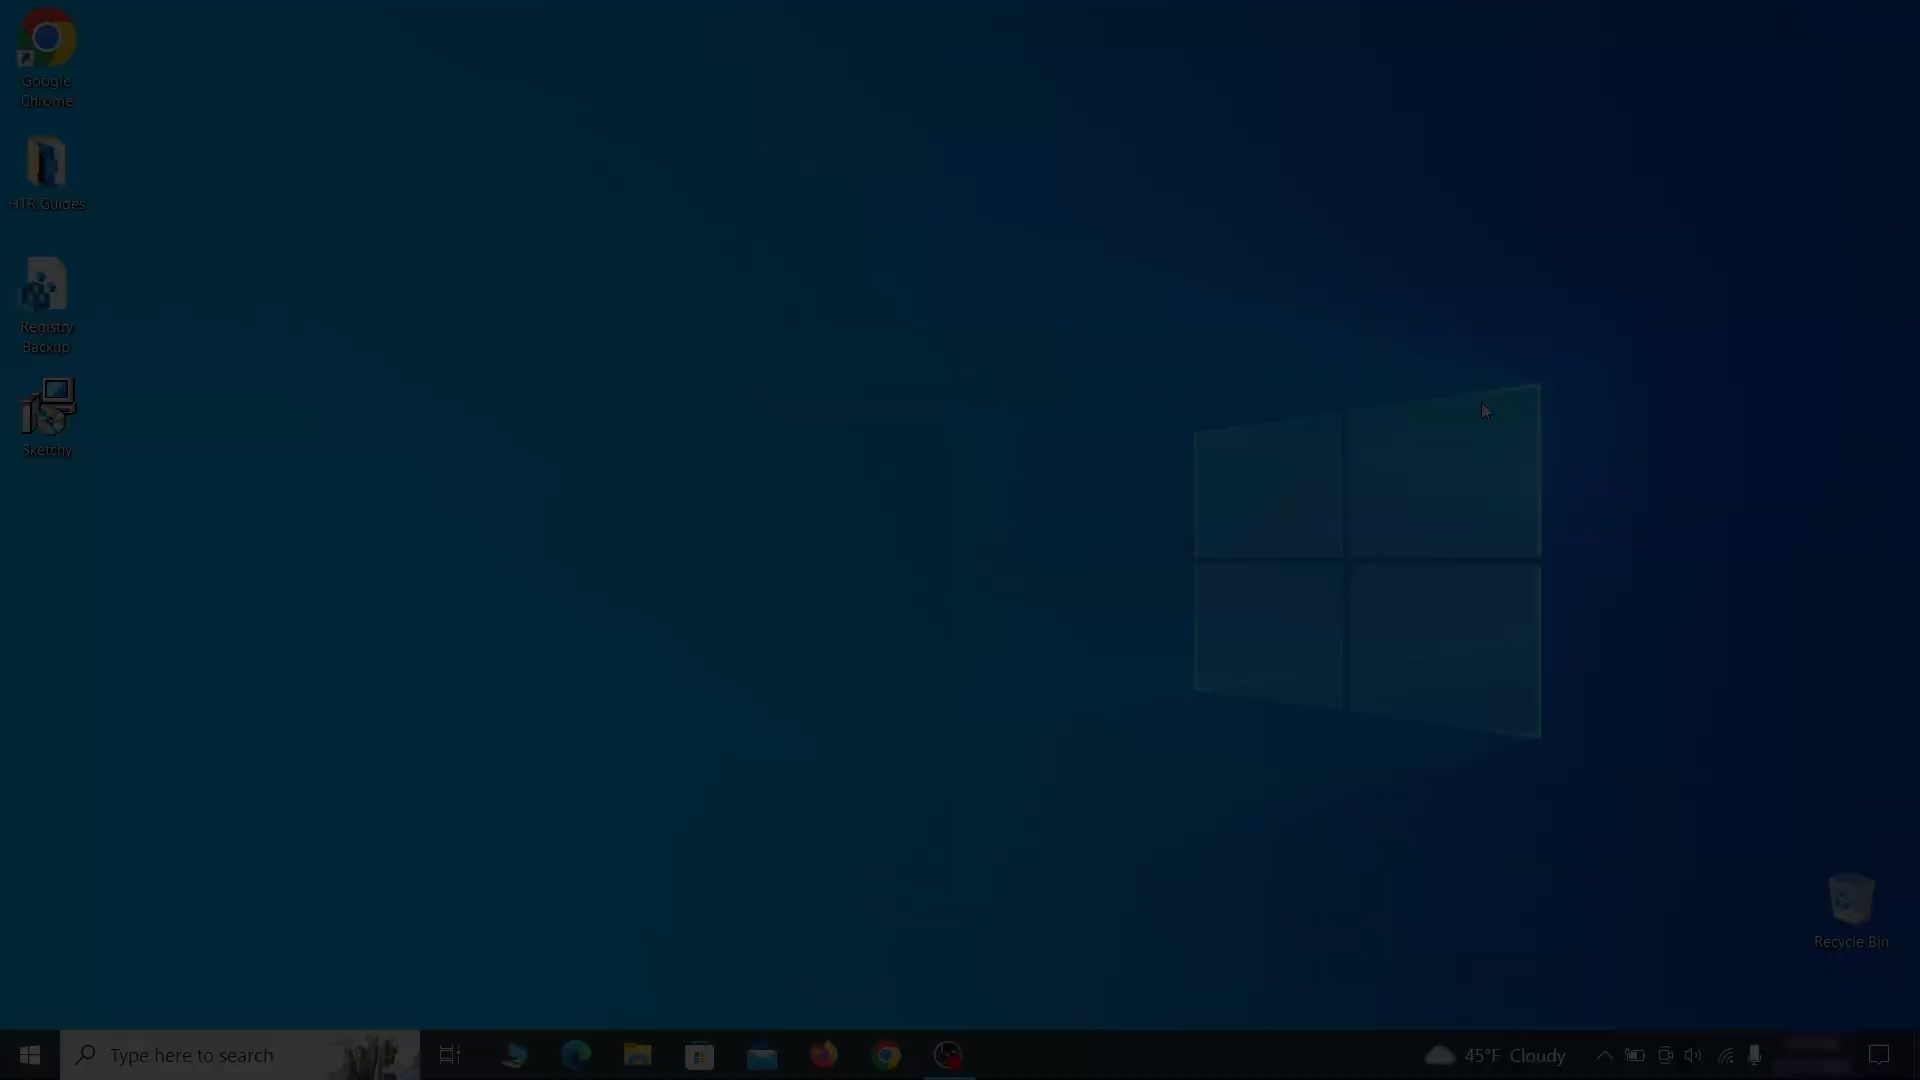 Google
Chrome
HTR Guides
Registry
Backup
Sketchy
Recycle Bin
Type here to search
45°F Cloudy